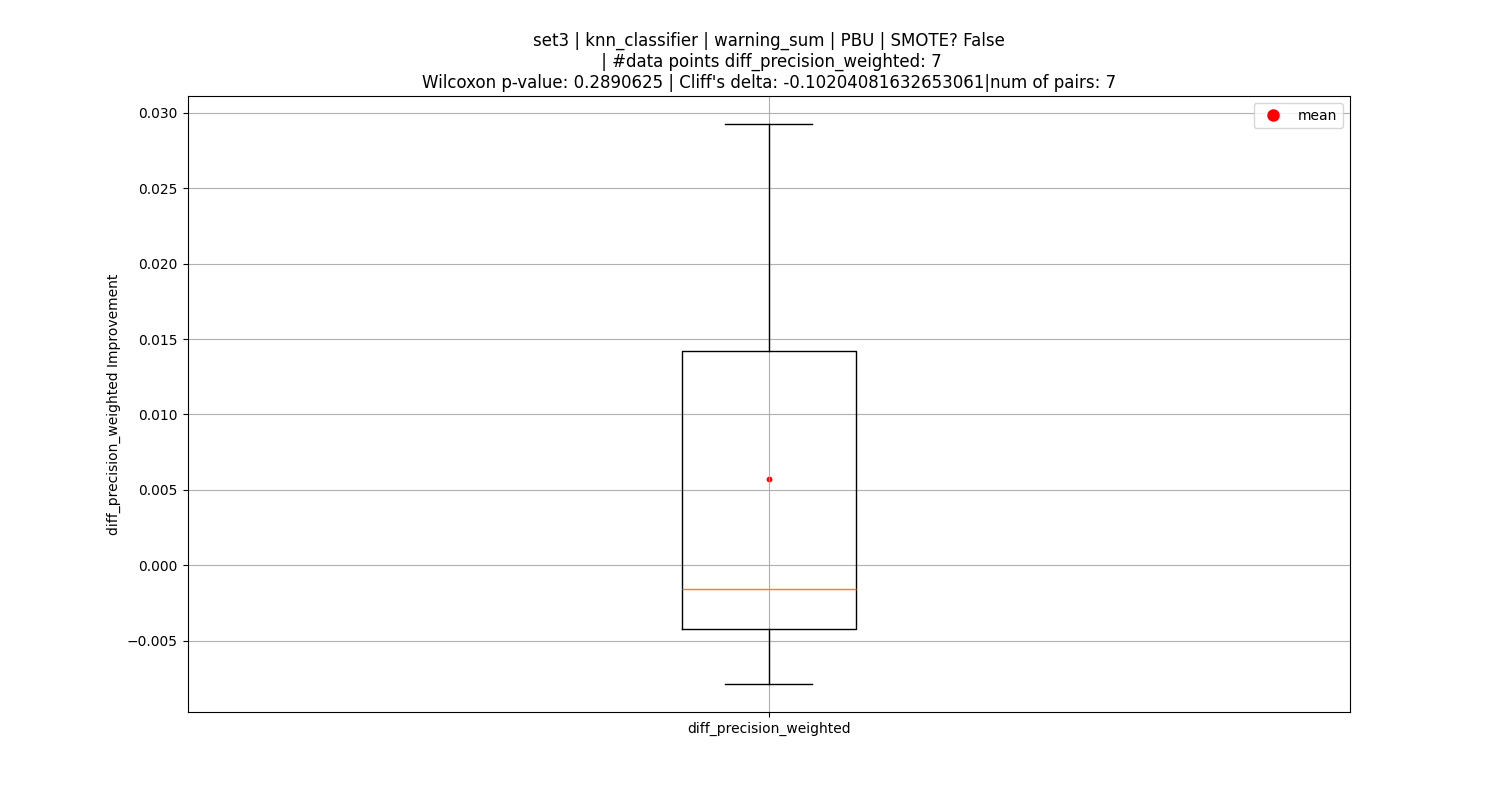 set3 | knn_classifier | warning_sum | PBU | SMOTE? False
| #data points diff_precision_weighted: 7
Wilcoxon p-value: 0.2890625 | Cliff's delta: -0.10204081632653061|num of pairs: 7
mean
0.030
0.025
0.020
0.015
0.010
0.005
0.000
−0.005
diff_precision_weighted Improvement
diff_precision_weighted